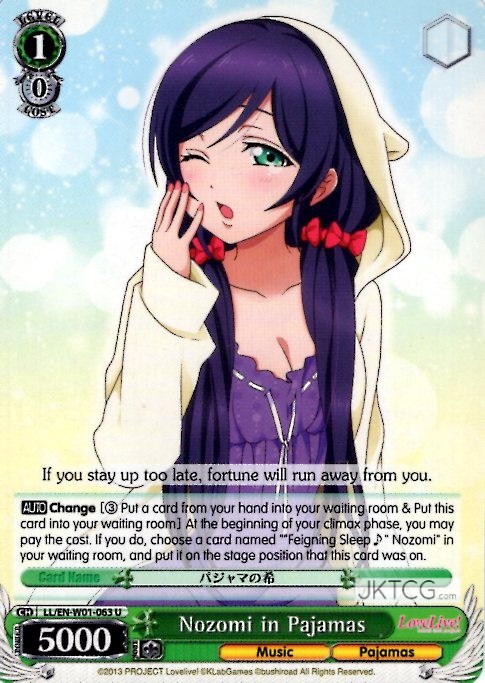 LEVEL
1
0
COST
If you stay up too late, fortune will run away from you.
AUTO Change [③ Put a card from your hand into your waiting room & Put this
card into your waiting room] At the beginning of your climax phase, you may
pay the cost. If you do, choose a card named ""Feigning Sleep♪" Nozomi" in
your waiting room, and put it on the stage position that this card was on.
Card Name
パジャマの希
JKTCG.com
CH LL/EN-W01-063 U
LoveLive!
POWER
5000
Nozomi in Pajamas
Music
Pajamas
©2013 PROJECT Lovelive! ©KLabGames ©bushiroad All Rights Reserved.